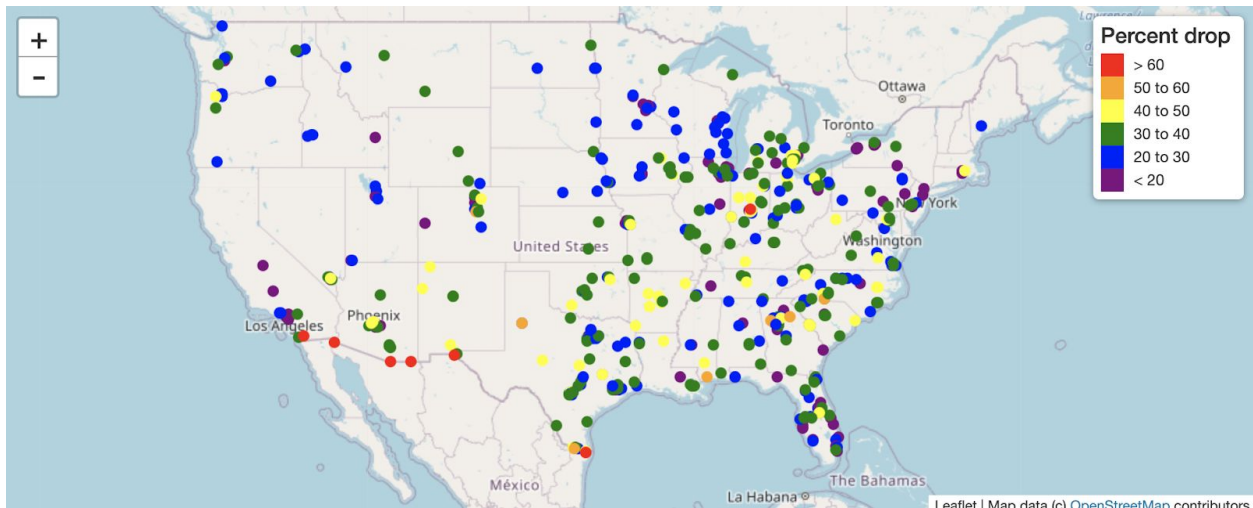 +
−
Lawrence /
Ottawa
Toronto
New York
Washington
United States
Los Angeles
Phoenix
México
La Habana
The Bahamas
Percent drop
> 60
50 to 60
40 to 50
30 to 40
20 to 30
< 20
Leaflet | Map data (c) OpenStreetMap contributors